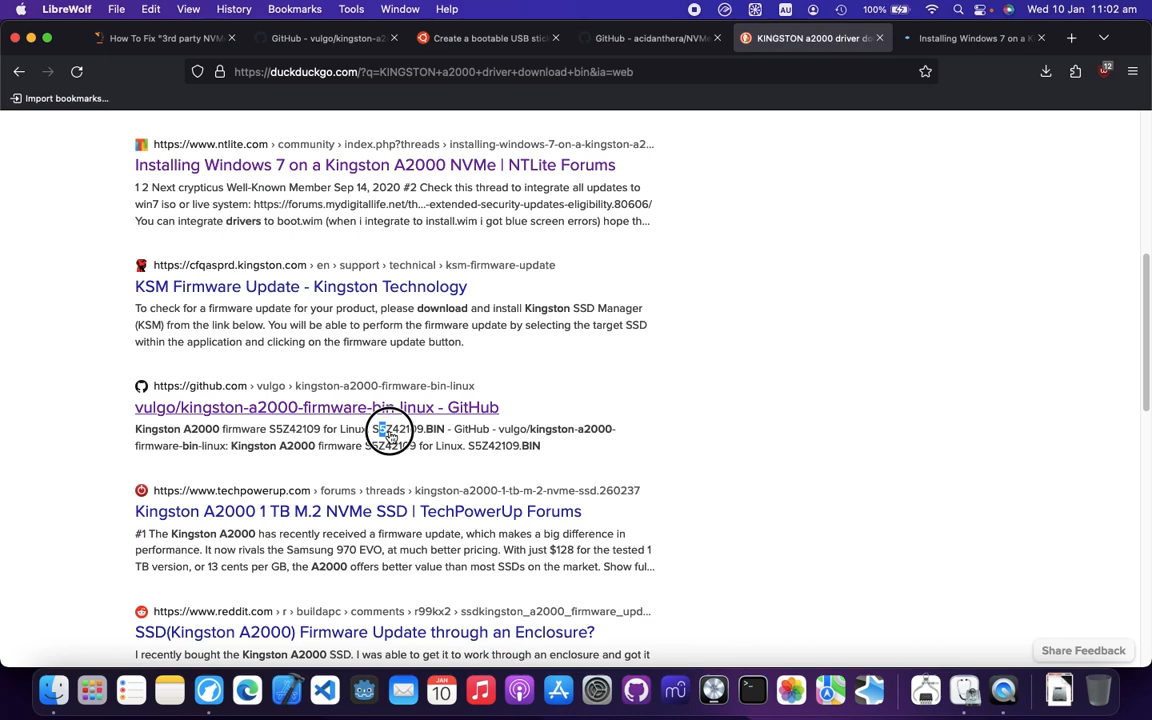 LibreWolf File Edit View History Bookmarks Tools Window Help AU 100% Wed 10 Jan 11:02 am
How To Fix "3rd party NVM GitHub - vulgo/kingston-a2 Create a bootable USB stic GitHub - acidanthera/NVMe KINGSTON a2000 driver do Installing Windows 7 on a K
https://duckduckgo.com/?q=KINGSTON+a2000+driver+download+bin&ia=web 12
Import bookmarks...
https://www.ntlite.com › community › index.php?threads › installing-windows-7-on-a-kingston-a2...
Installing Windows 7 on a Kingston A2000 NVMe | NTLite Forums
1 2 Next crypticus Well-Known Member Sep 14, 2020 #2 Check this thread to integrate all updates to
win7 iso or live system: https://forums.mydigitallife.net/th...-extended-security-updates-eligibility.80606/
You can integrate drivers to boot.wim (when i integrate to install.wim i got blue screen errors) hope th...
https://cfqasprd.kingston.com › en › support › technical › ksm-firmware-update
KSM Firmware Update - Kingston Technology
To check for a firmware update for your product, please download and install Kingston SSD Manager
(KSM) from the link below. You will be able to perform the firmware update by selecting the target SSD
within the application and clicking on the firmware update button.
https://github.com › vulgo › kingston-a2000-firmware-bin-linux
vulgo/kingston-a2000-firmware-bin-linux - GitHub
Kingston A2000 firmware S5Z42109 for Linux. S5Z42109.BIN - GitHub - vulgo/kingston-a2000-
firmware-bin-linux: Kingston A2000 firmware S5Z42109 for Linux. S5Z42109.BIN
https://www.techpowerup.com › forums › threads › kingston-a2000-1-tb-m-2-nvme-ssd.260237
Kingston A2000 1 TB M.2 NVMe SSD | TechPowerUp Forums
#1 The Kingston A2000 has recently received a firmware update, which makes a big difference in
performance. It now rivals the Samsung 970 EVO, at much better pricing. With just $128 for the tested 1
TB version, or 13 cents per GB, the A2000 offers better value than most SSDs on the market. Show ful...
https://www.reddit.com › r › buildapc › comments › r99kx2 › ssdkingston_a2000_firmware_upd...
SSD(Kingston A2000) Firmware Update through an Enclosure?
I recently bought the Kingston A2000 SSD. I was able to get it to work through an enclosure and got it
Share Feedback
JAN
10